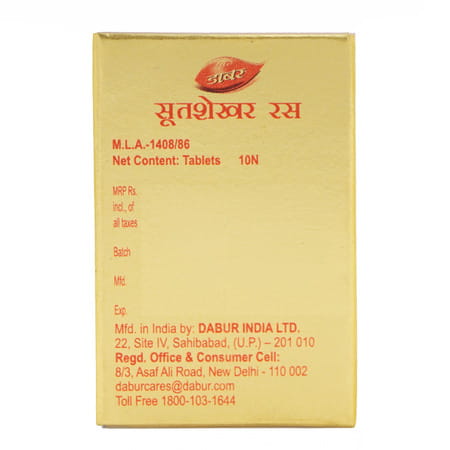 डाबर
सूतशेखर रस
M.L.A.-1408/86
Net Content: Tablets 10N
MRP Rs.
incl., of
all taxes
Batch
Mfd.
Exp.
Mfd. in India by: DABUR INDIA LTD.
22, Site IV, Sahibabad, (U.P.) – 201 010
Regd. Office & Consumer Cell:
8/3, Asaf Ali Road, New Delhi - 110 002
daburcares@dabur.com
Toll Free 1800-103-1644